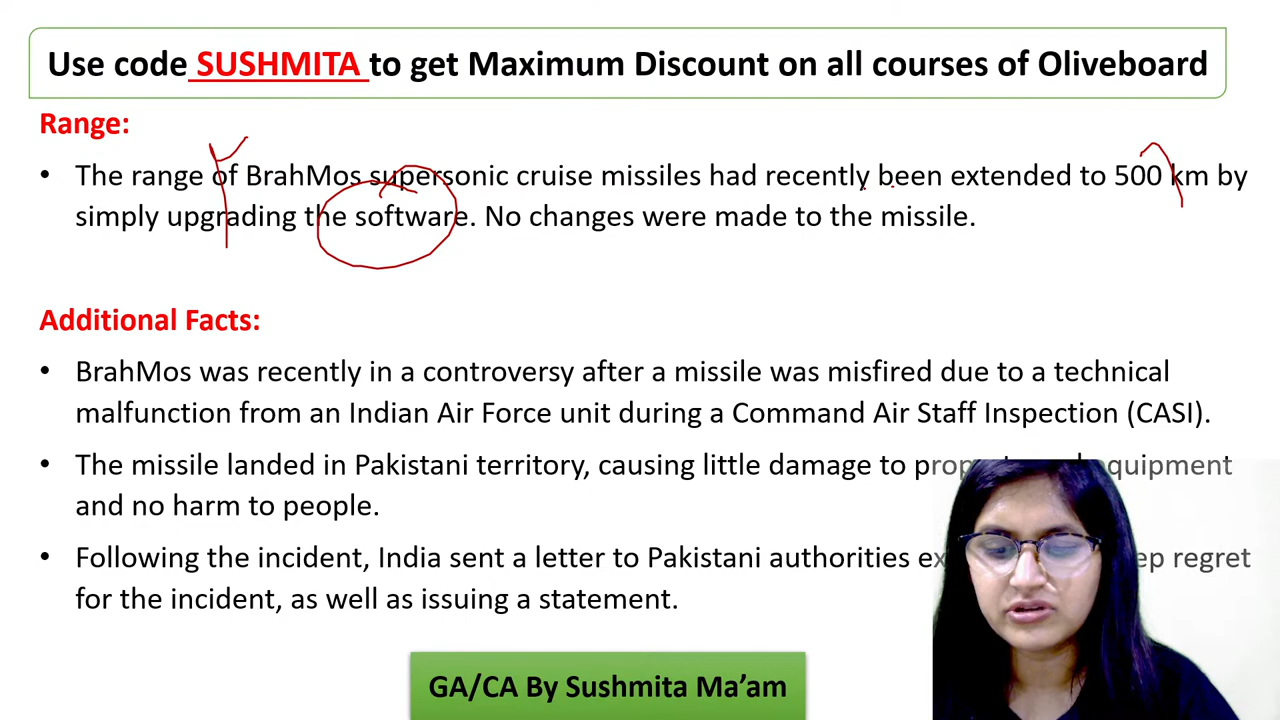 Use code SUSHMITA to get Maximum Discount on all courses of Oliveboard
Range:
• The range of BrahMos supersonic cruise missiles had recently been extended to 500 km by
simply upgrading the software. No changes were made to the missile.
Additional Facts:
• BrahMos was recently in a controversy after a missile was misfired due to a technical
malfunction from an Indian Air Force unit during a Command Air Staff Inspection (CASI).
• The missile landed in Pakistani territory, causing little damage to
and no harm to people.
• Following the incident, India sent a letter to Pakistani authorities regret
for the incident, as well as issuing a statement.
GA/CA By Sushmita Ma’am